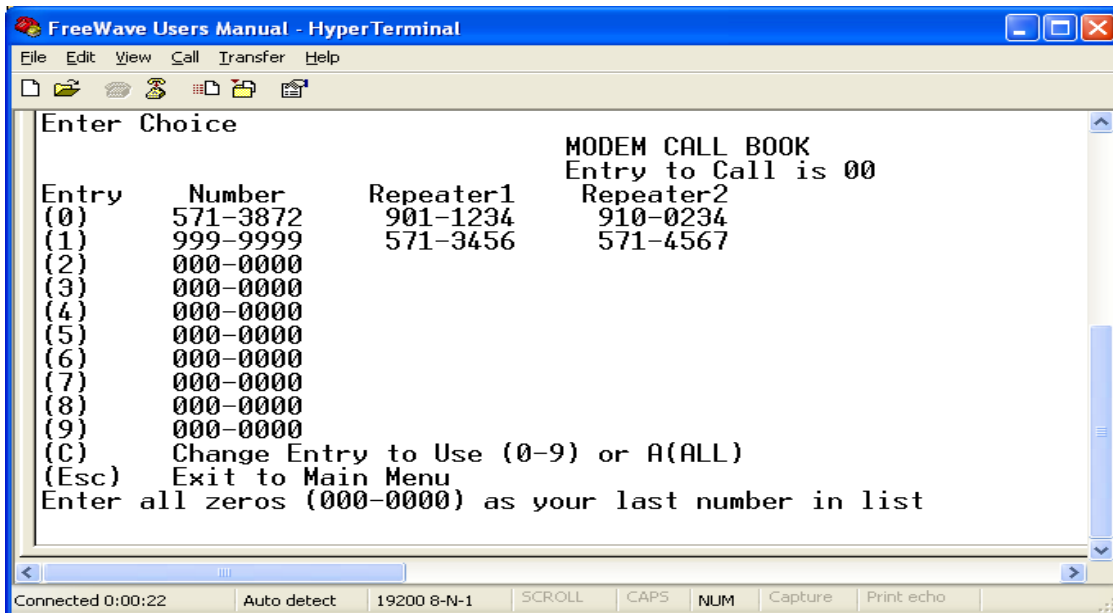 FreeWave Users Manual - HyperTerminal
File Edit View Call Transfer Help
Enter Choice
MODEM CALL BOOK
Entry to Call is 00
Entry Number Repeater1 Repeater2
(0) 571-3872 901-1234 910-0234
(1) 999-9999 571-3456 571-4567
(2) 000-0000
(3) 000-0000
(4) 000-0000
(5) 000-0000
(6) 000-0000
(7) 000-0000
(8) 000-0000
(9) 000-0000
(C) Change Entry to Use (0-9) or A(ALL)
(Esc) Exit to Main Menu
Enter all zeros (000-0000) as your last number in list
Connected 0:00:22 Auto detect 19200 8-N-1 SCROLL CAPS NUM Capture Print echo